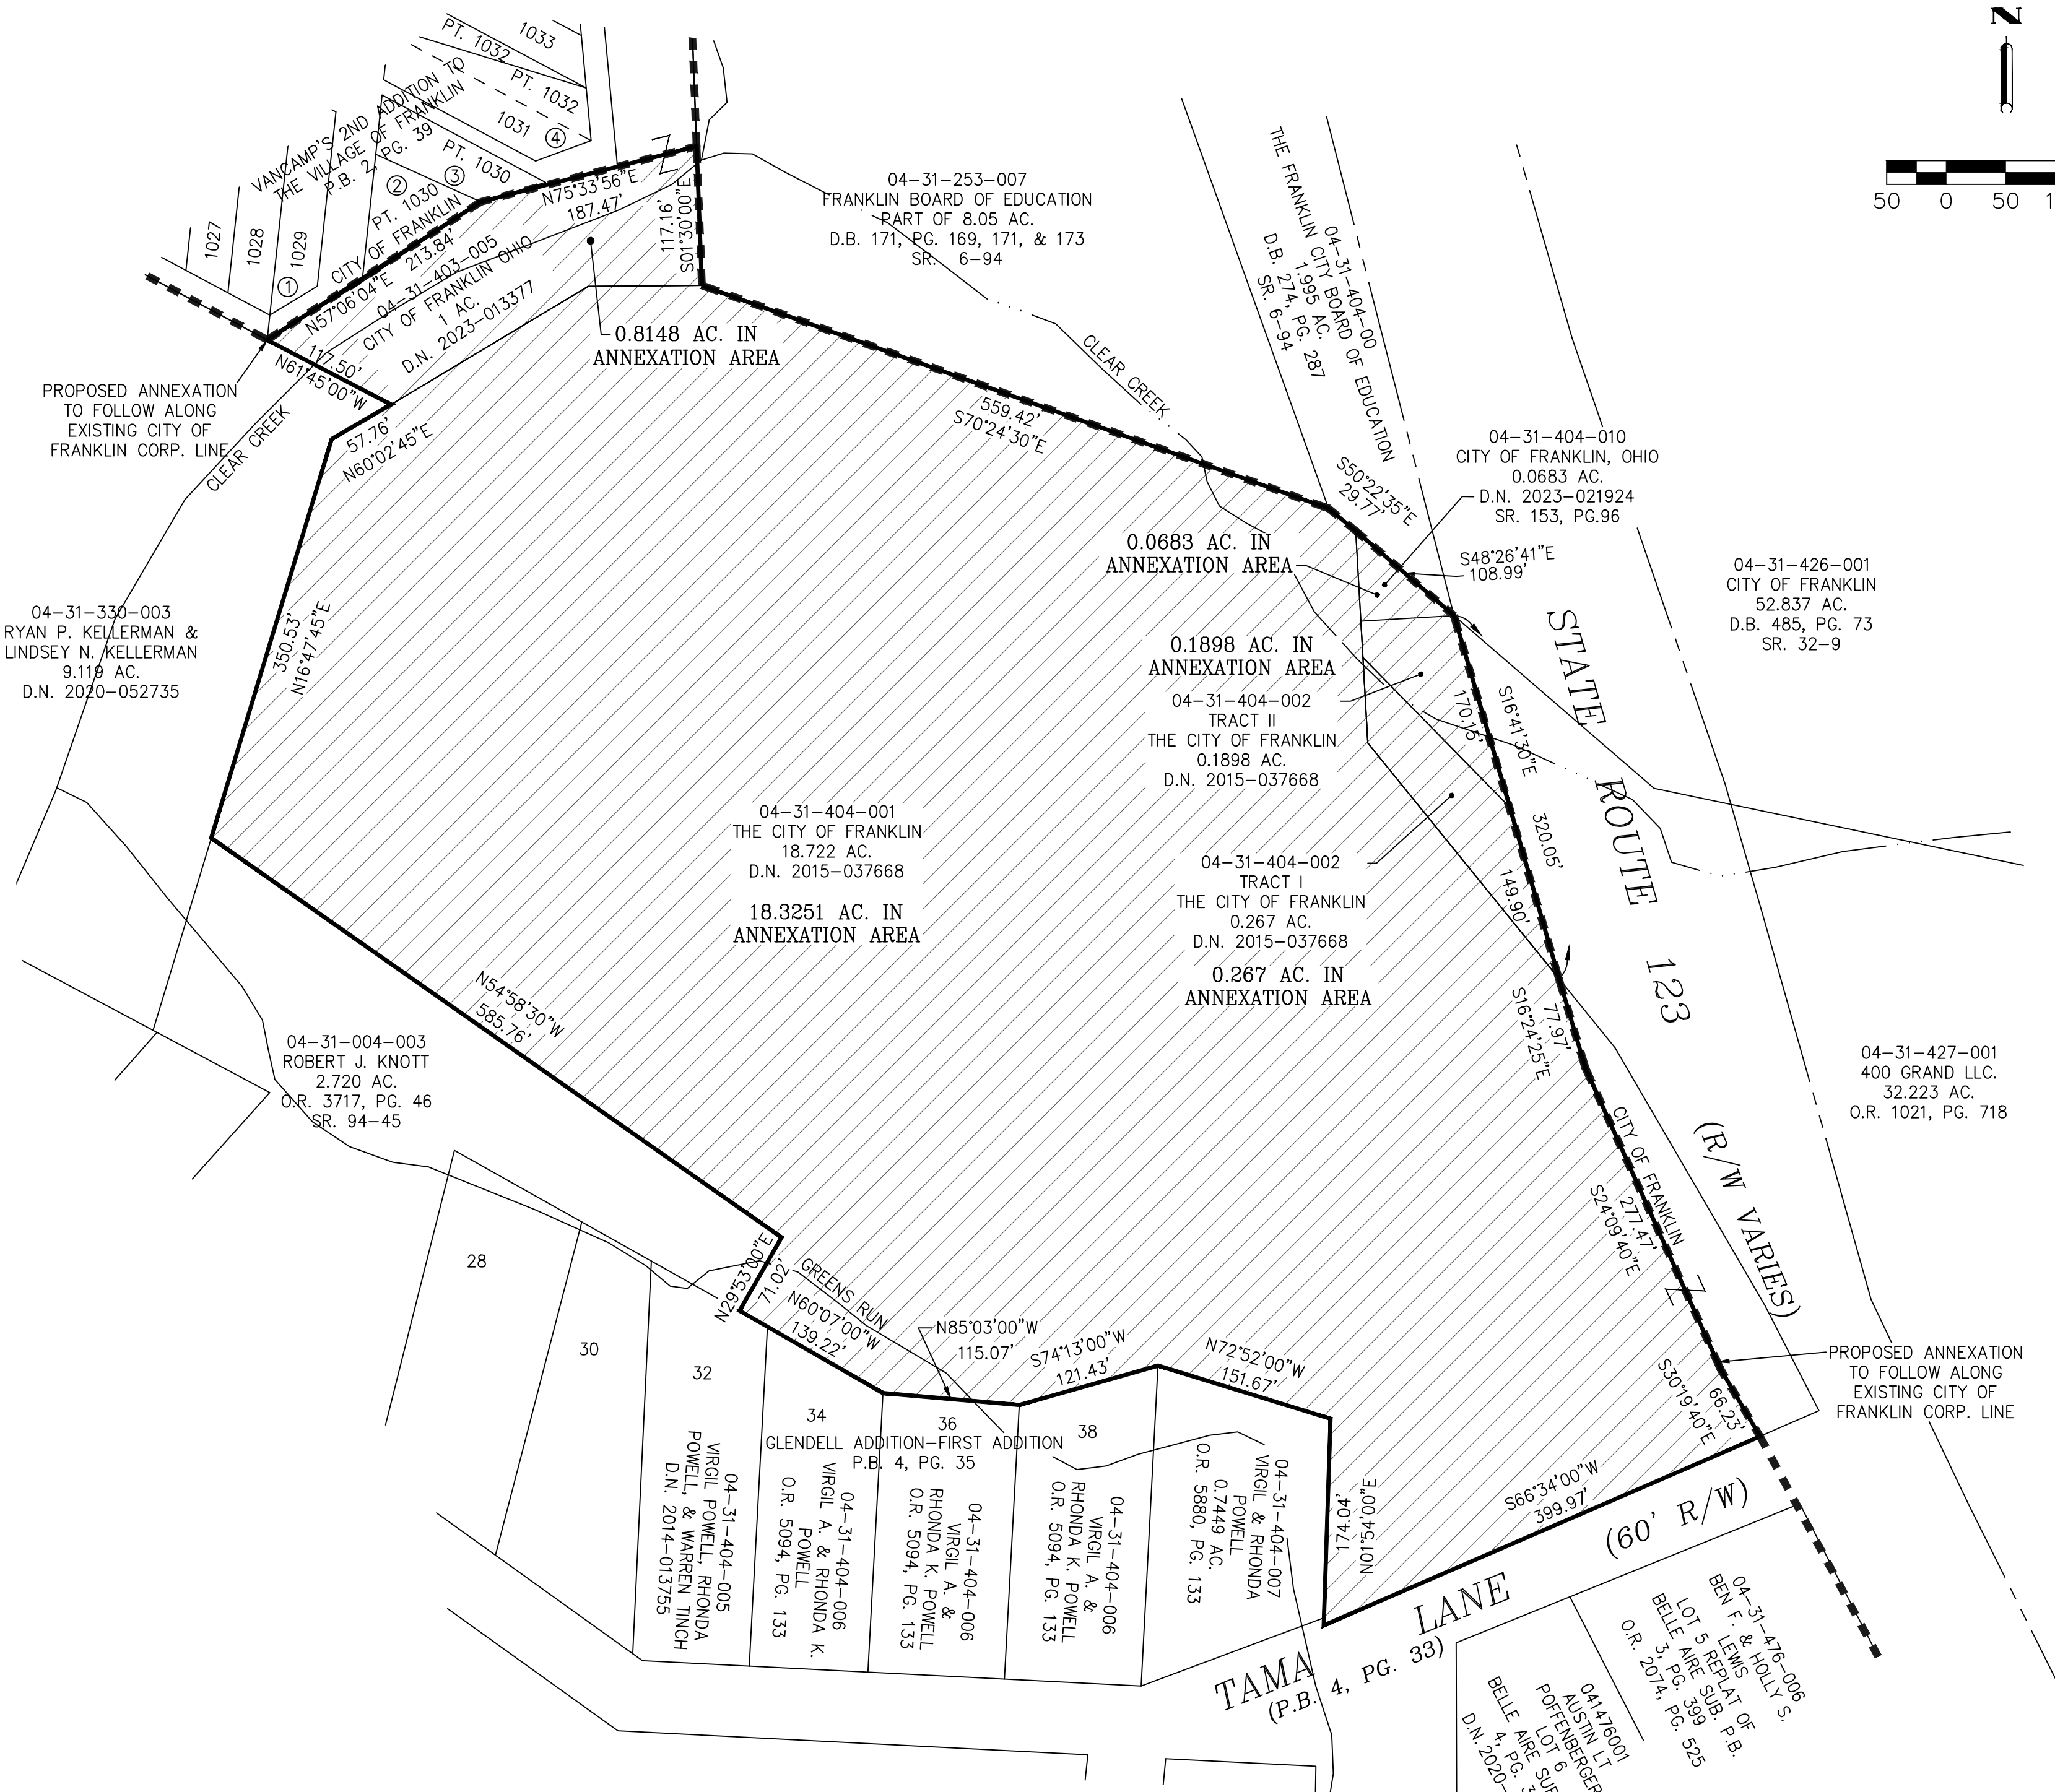 N
50 0 50
1033
PT. 1032
PT. 1032
1031
④
VANCAMP'S 2ND ADDITION TO
THE VILLAGE OF FRANKLIN
P.B. 2, PG. 39
PT. 1030
③
②
PT. 1030
1027
1028
1029
①
CITY OF FRANKLIN
N57°06'04"E 213.84'
N75°33'56"E
187.47'
S01°30'00"E
117.16'
04-31-403-005
CITY OF FRANKLIN OHIO
1 AC.
D.N. 2023-013377
0.8148 AC. IN
ANNEXATION AREA
117.50'
N61°45'00"W
57.76'
N60°02'45"E
PROPOSED ANNEXATION
TO FOLLOW ALONG
EXISTING CITY OF
FRANKLIN CORP. LINE
CLEAR CREEK
04-31-253-007
FRANKLIN BOARD OF EDUCATION
PART OF 8.05 AC.
D.B. 171, PG. 169, 171, & 173
SR. 6-94
CLEAR CREEK
559.42'
S70°24'30"E
04-31-404-00
THE FRANKLIN CITY BOARD OF EDUCATION
1.995 AC.
D.B. 274, PG. 287
SR. 6-94
S50°22'35"E
29.77'
04-31-404-010
CITY OF FRANKLIN, OHIO
0.0683 AC.
D.N. 2023-021924
SR. 153, PG.96
0.0683 AC. IN
ANNEXATION AREA
S48°26'41"E
108.99'
04-31-426-001
CITY OF FRANKLIN
52.837 AC.
D.B. 485, PG. 73
SR. 32-9
04-31-330-003
RYAN P. KELLERMAN &
LINDSEY N. KELLERMAN
9.119 AC.
D.N. 2020-052735
350.53'
N16°47'45"E
0.1898 AC. IN
ANNEXATION AREA
04-31-404-002
TRACT II
THE CITY OF FRANKLIN
0.1898 AC.
D.N. 2015-037668
170.15'
S16°41'30"E
320.05'
149.90'
04-31-404-001
THE CITY OF FRANKLIN
18.722 AC.
D.N. 2015-037668
18.3251 AC. IN
ANNEXATION AREA
04-31-404-002
TRACT I
THE CITY OF FRANKLIN
0.267 AC.
D.N. 2015-037668
0.267 AC. IN
ANNEXATION AREA
STATE ROUTE 123
(R/W VARIES)
77.97'
S16°24'25"E
N54°58'30"W
585.76'
04-31-004-003
ROBERT J. KNOTT
2.720 AC.
O.R. 3717, PG. 46
SR. 94-45
04-31-427-001
400 GRAND LLC.
32.223 AC.
O.R. 1021, PG. 718
CITY OF FRANKLIN
277.47'
S24°09'40"E
28
30
32
34
36
38
N29°53'00"E
71.02'
GREENS RUN
N60°07'00"W
139.22'
N85°03'00"W
115.07'
S74°13'00"W
121.43'
N72°52'00"W
151.67'
PROPOSED ANNEXATION
TO FOLLOW ALONG
EXISTING CITY OF
FRANKLIN CORP. LINE
S30°19'40"E
66.23'
GLENDELL ADDITION-FIRST ADDITION
P.B. 4, PG. 35
04-31-404-005
VIRGIL POWELL, RHONDA
POWELL, & WARREN TINCH
D.N. 2014-013755
04-31-404-006
VIRGIL A. & RHONDA K.
POWELL
O.R. 5094, PG. 133
04-31-404-006
VIRGIL A. &
RHONDA K. POWELL
O.R. 5094, PG. 133
04-31-404-006
VIRGIL A. &
RHONDA K. POWELL
O.R. 5094, PG. 133
04-31-404-007
VIRGIL & RHONDA
POWELL
0.7449 AC.
O.R. 5880, PG. 133
N01°54'00"E
174.04'
S66°34'00"W
399.97'
TAMA LANE
(60' R/W)
(P.B. 4, PG. 33)
04-31-476-006
BEN F. & HOLLY S.
LEWIS
LOT 5 REPLAT OF
BELLE AIRE SUB. P.B.
3, PG. 399
O.R. 2074, PG. 525
041476001
AUSTIN LT
POFFENBERGER
LOT 6
BELLE AIRE
4, PG.
D.N. 2020-